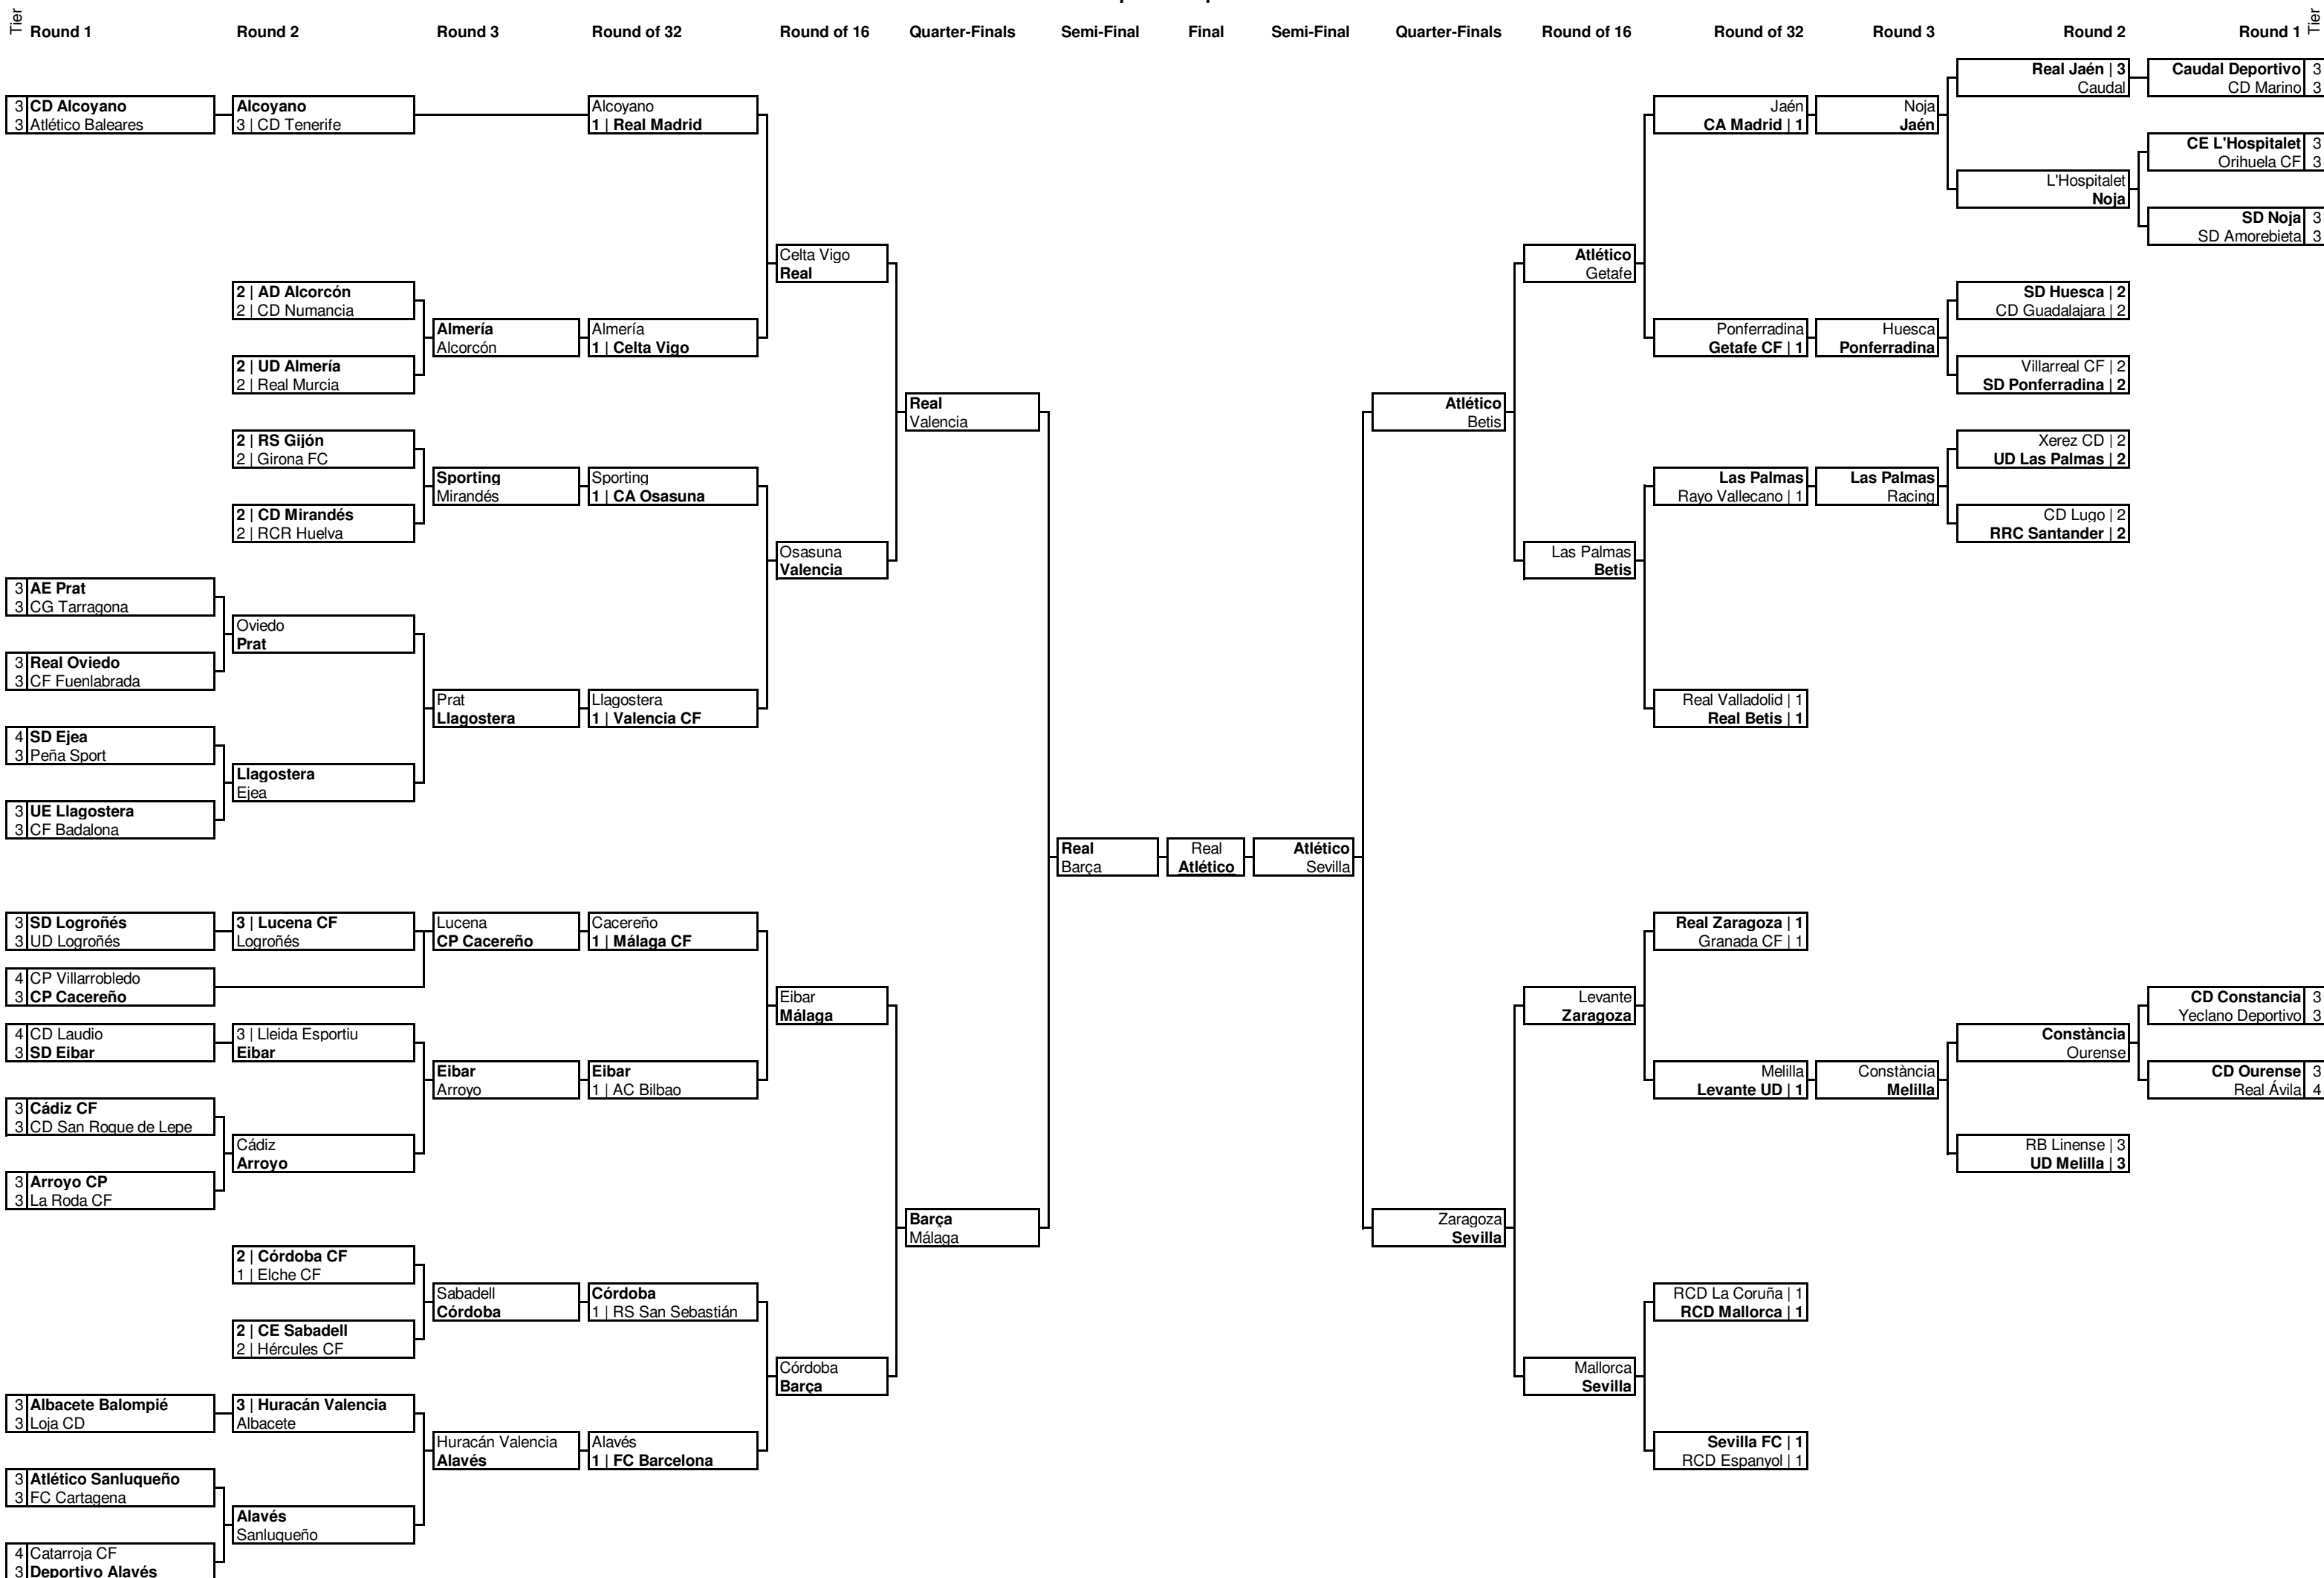 Tier Round 1 Round 2 Round 3 Round of 32 Round of 16 Quarter-Finals Semi-Final Final Semi-Final Quarter-Finals Round of 16 Round of 32 Round 3 Round 2 Round 1 Tier
3 CD Alcoyano
3 Atlético Baleares
3 AE Prat
3 CG Tarragona
3 Real Oviedo
3 CF Fuenlabrada
4 SD Ejea
3 Peña Sport
3 UE Llagostera
3 CF Badalona
3 SD Logroñés
3 UD Logroñés
4 CP Villarrobledo
3 CP Cacereño
4 CD Laudio
3 SD Eibar
3 Cádiz CF
3 CD San Roque de Lepe
3 Arroyo CP
3 La Roda CF
3 Albacete Balompié
3 Loja CD
3 Atlético Sanluqueño
3 FC Cartagena
4 Catarroja CF
3 Deportivo Alavés
Alcoyano
3 | CD Tenerife
2 | AD Alcorcón
2 | CD Numancia
2 | UD Almería
2 | Real Murcia
2 | RS Gijón
2 | Girona FC
2 | CD Mirandés
2 | RCR Huelva
Oviedo
Prat
Llagostera
Ejea
3 | Lucena CF
Logroñés
3 | Lleida Esportiu
Eibar
Cádiz
Arroyo
2 | Córdoba CF
1 | Elche CF
2 | CE Sabadell
2 | Hércules CF
3 | Huracán Valencia
Albacete
Alavés
Sanluqueño
Almería
Alcorcón
Sporting
Mirandés
Prat
Llagostera
Lucena
CP Cacereño
Eibar
Arroyo
Sabadell
Córdoba
Huracán Valencia
Alavés
Alcoyano
1 | Real Madrid
Almería
1 | Celta Vigo
Sporting
1 | CA Osasuna
Llagostera
1 | Valencia CF
Cacereño
1 | Málaga CF
Eibar
1 | AC Bilbao
Córdoba
1 | RS San Sebastián
Alavés
1 | FC Barcelona
Celta Vigo
Real
Osasuna
Valencia
Eibar
Málaga
Córdoba
Barça
Real
Valencia
Barça
Málaga
Real
Barça
Real
Atlético
Atlético
Sevilla
Atlético
Betis
Zaragoza
Sevilla
Atlético
Getafe
Las Palmas
Betis
Levante
Zaragoza
Mallorca
Sevilla
Jaén
CA Madrid | 1
Ponferradina
Getafe CF | 1
Las Palmas
Rayo Vallecano | 1
Real Valladolid | 1
Real Betis | 1
Real Zaragoza | 1
Granada CF | 1
Melilla
Levante UD | 1
RCD La Coruña | 1
RCD Mallorca | 1
Sevilla FC | 1
RCD Espanyol | 1
Noja
Jaén
Huesca
Ponferradina
Las Palmas
Racing
Constància
Melilla
Real Jaén | 3
Caudal
L'Hospitalet
Noja
SD Huesca | 2
CD Guadalajara | 2
Villarreal CF | 2
SD Ponferradina | 2
Xerez CD | 2
UD Las Palmas | 2
CD Lugo | 2
RRC Santander | 2
Constància
Ourense
RB Linense | 3
UD Melilla | 3
Caudal Deportivo 3
CD Marino 3
CE L'Hospitalet 3
Orihuela CF 3
SD Noja 3
SD Amorebieta 3
CD Constancia 3
Yeclano Deportivo 3
CD Ourense 3
Real Ávila 4